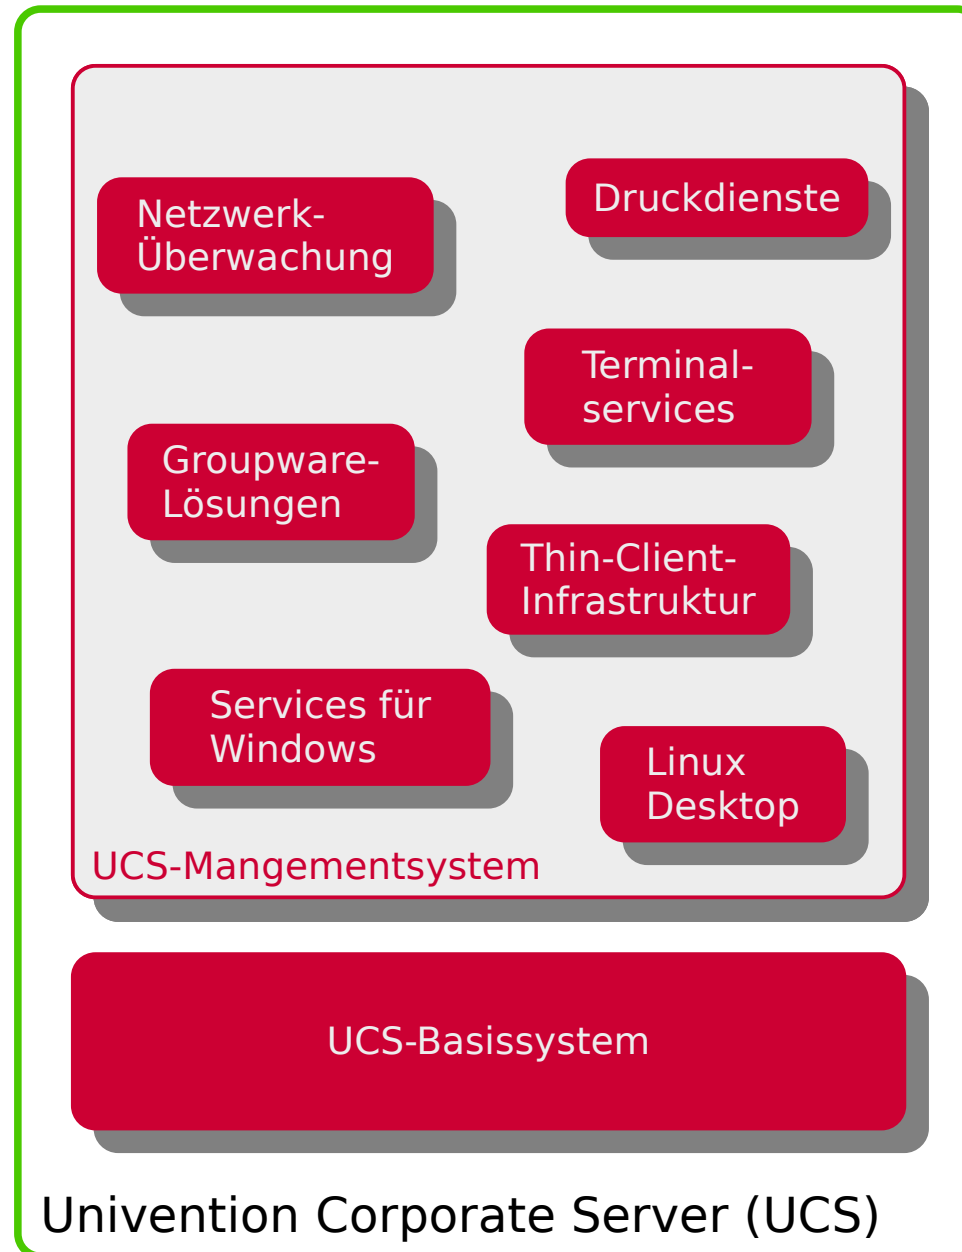 Netzwerk-
Überwachung
Druckdienste
Terminal-
services
Groupware-
Lösungen
Thin-Client-
Infrastruktur
Services für
Windows
Linux
Desktop
UCS-Mangementsystem
UCS-Basissystem
Univention Corporate Server (UCS)